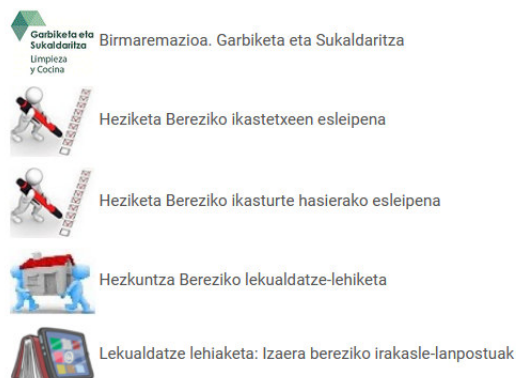 Garbiketa eta
Sukaldaritza
Limpieza
y Cocina
Birmaremazioa. Garbiketa eta Sukaldaritza
Heziketa Bereziko ikastetxeen esleipena
Heziketa Bereziko ikasturte hasierako esleipena
Hezkuntza Bereziko lekualdatze-lehiketa
Lekualdatze lehiaketa: Izaera bereziko irakasle-lanpostuak